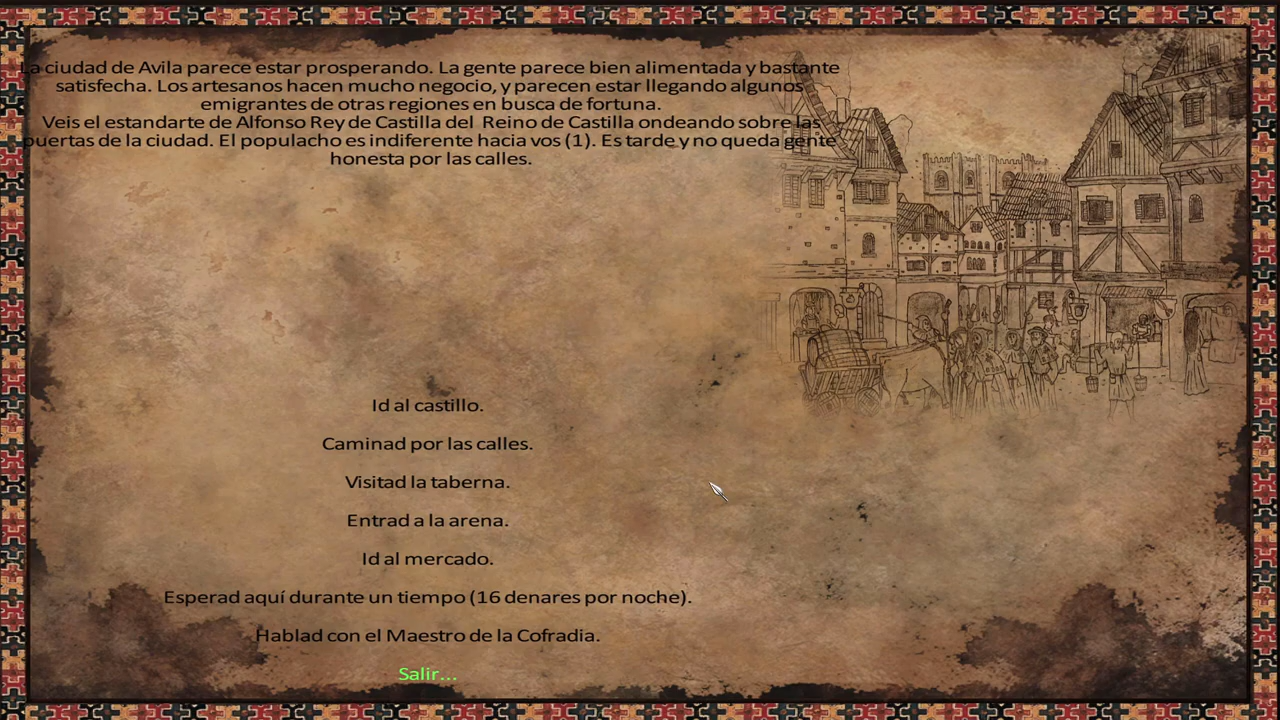 La ciudad de Avila parece estar prosperando. La gente parece bien alimentada y bastante
satisfecha. Los artesanos hacen mucho negocio, y parecen estar llegando algunos
emigrantes de otras regiones en busca de fortuna.
Veis el estandarte de Alfonso Rey de Castilla del  Reino de Castilla ondeando sobre las
puertas de la ciudad. El populacho es indiferente hacia vos (1). Es tarde y no queda gente
honesta por las calles.
Id al castillo.
Caminad por las calles.
Visitad la taberna.
Entrad a la arena.
Id al mercado.
Esperad aquí durante un tiempo (16 denares por noche).
Hablad con el Maestro de la Cofradia.
Salir...